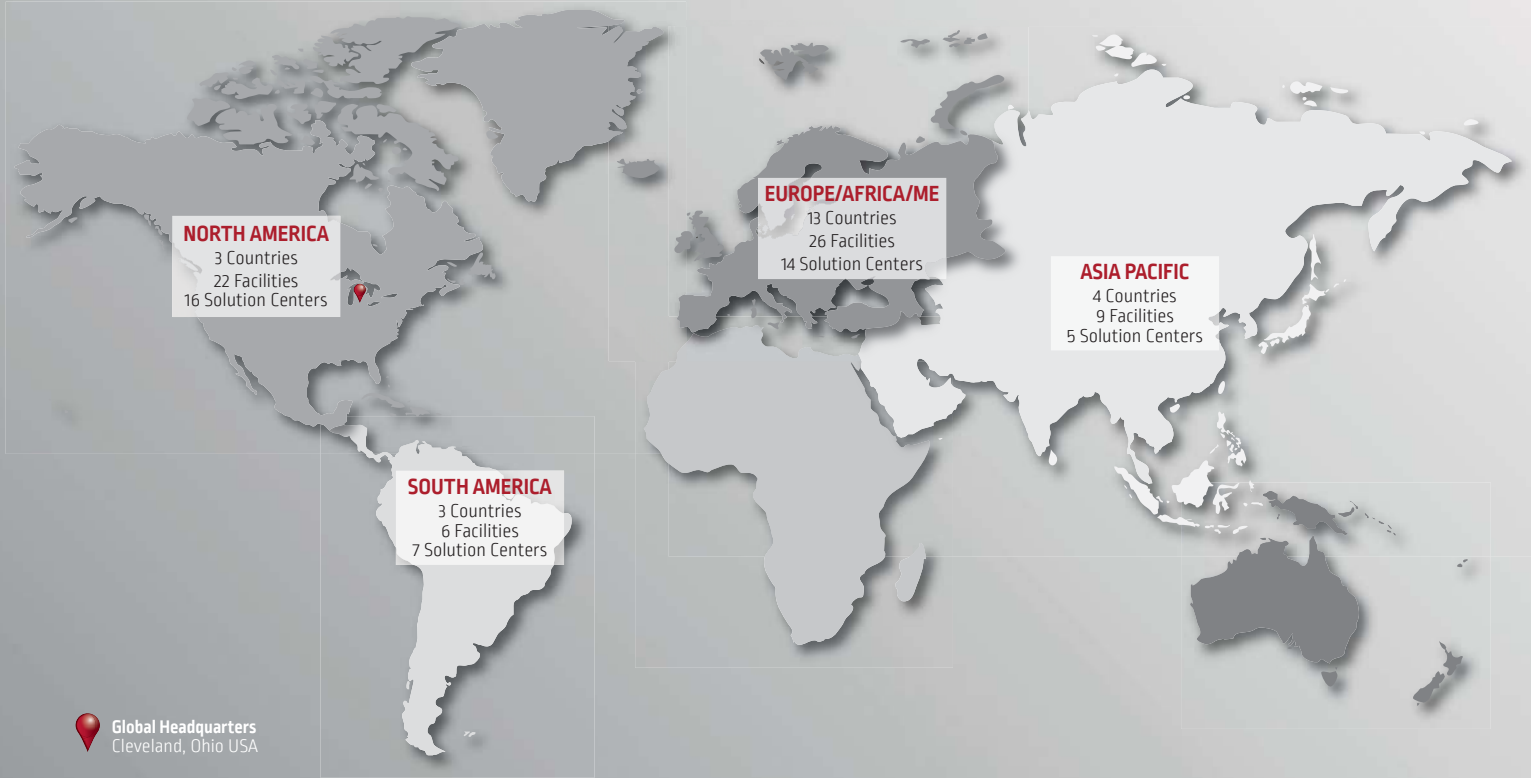 NORTH AMERICA
3 Countries
22 Facilities
16 Solution Centers
EUROPE/AFRICA/ME
13 Countries
26 Facilities
14 Solution Centers
ASIA PACIFIC
4 Countries
9 Facilities
5 Solution Centers
SOUTH AMERICA
3 Countries
6 Facilities
7 Solution Centers
Global Headquarters
Cleveland, Ohio USA